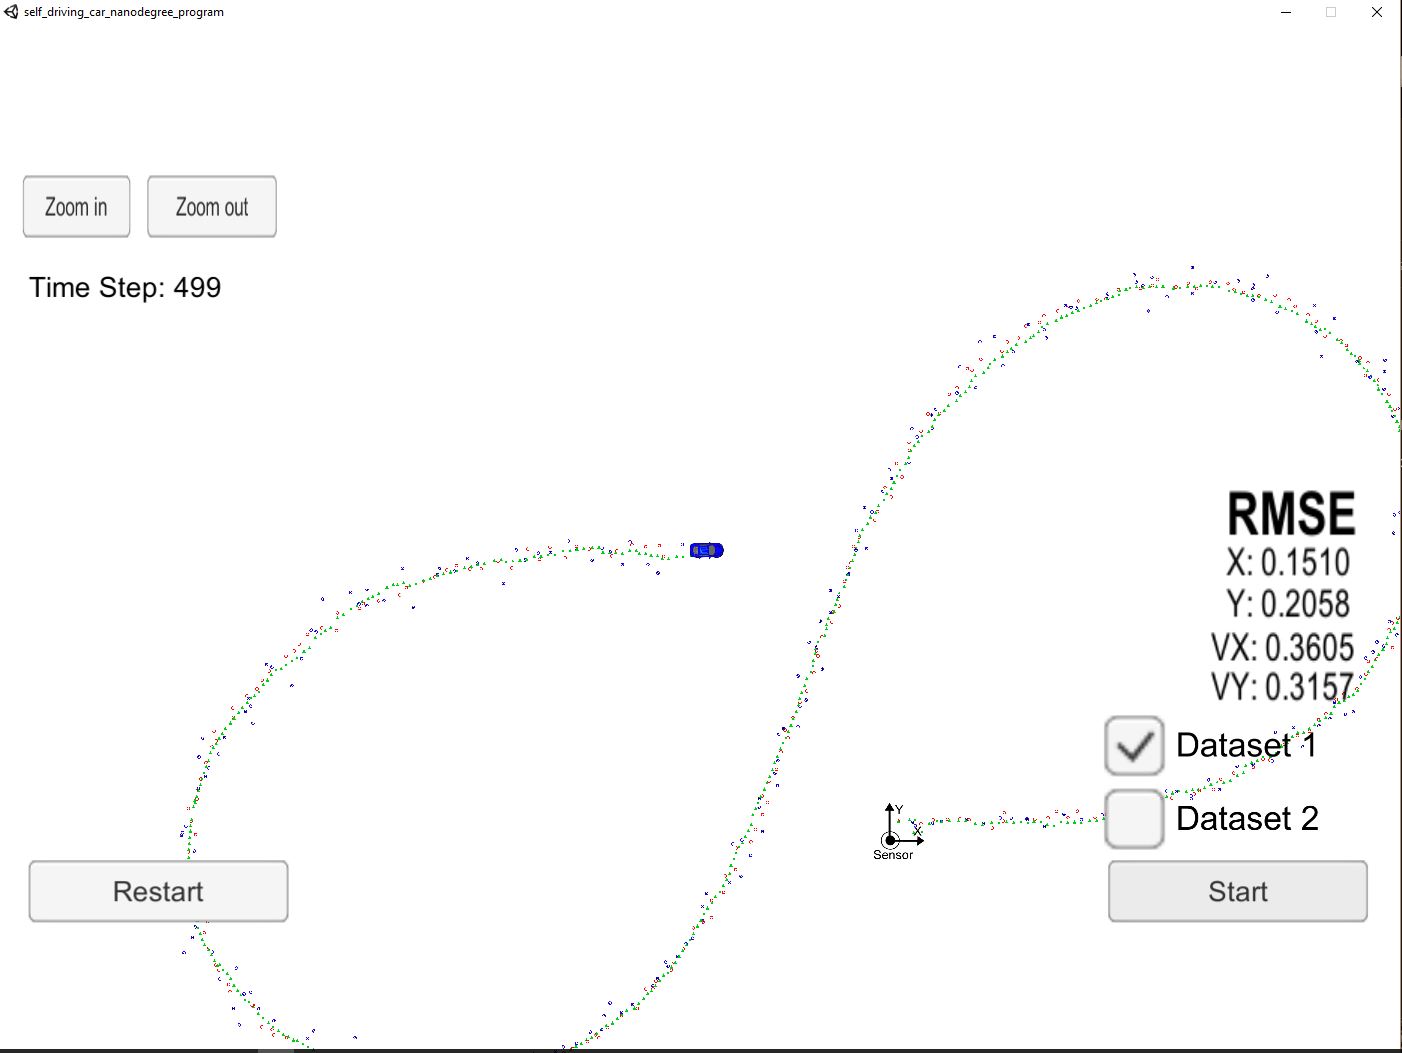 self_driving_car_nanodegree_program
Zoom in
Zoom out
Time Step: 499
RMSE
X: 0.1510
Y: 0.2058
VX: 0.3605
VY: 0.3157
Dataset 1
Dataset 2
Y
X
Sensor
Restart
Start